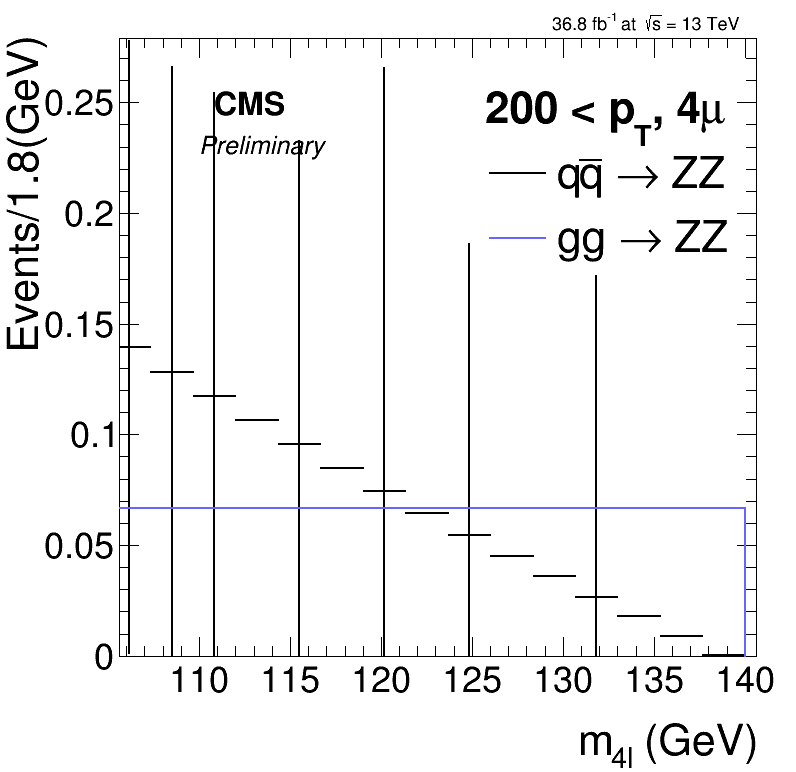 36.8 fb⁻¹ at √s = 13 TeV
Events/1.8(GeV)
CMS
Preliminary
200 < p_T, 4μ
qq̅ → ZZ
gg → ZZ
0.25
0.2
0.15
0.1
0.05
0
110 115 120 125 130 135 140
m_4l (GeV)